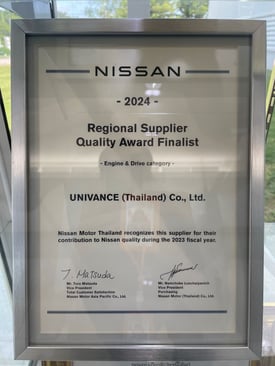 NISSAN
- 2024 -
Regional Supplier
Quality Award Finalist
- Engine & Drive category -
UNIVANCE (Thailand) Co., Ltd.
Nissan Motor Thailand recognizes this supplier for their
contribution to Nissan quality during the 2023 fiscal year.
T. Matsuda
Mr. Toru Matsuda
Vice President
Total Customer Satisfaction
Nissan Motor Asia Pacific Co., Ltd.
Vice President
Purchasing
Nissan Motor (Thailand) Co., Ltd.